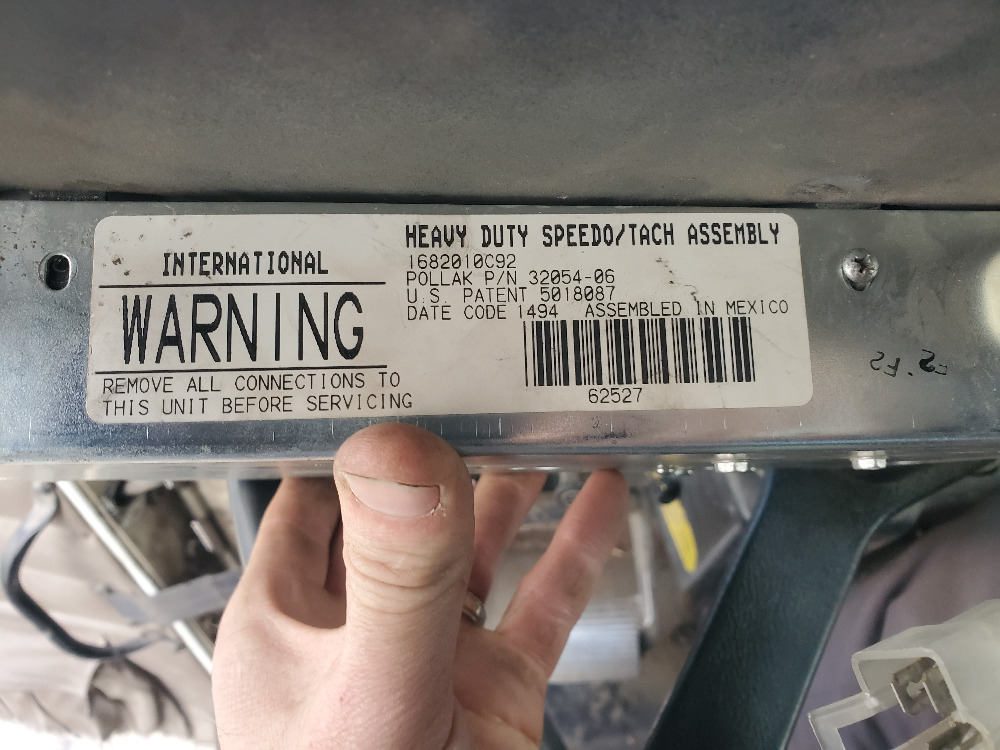 INTERNATIONAL
WARNING
REMOVE ALL CONNECTIONS TO
THIS UNIT BEFORE SERVICING
HEAVY DUTY SPEEDO/TACH ASSEMBLY
1682010C92
POLLAK P/N 32054-06
U.S. PATENT 5018087
DATE CODE 1494 ASSEMBLED IN MEXICO
62527